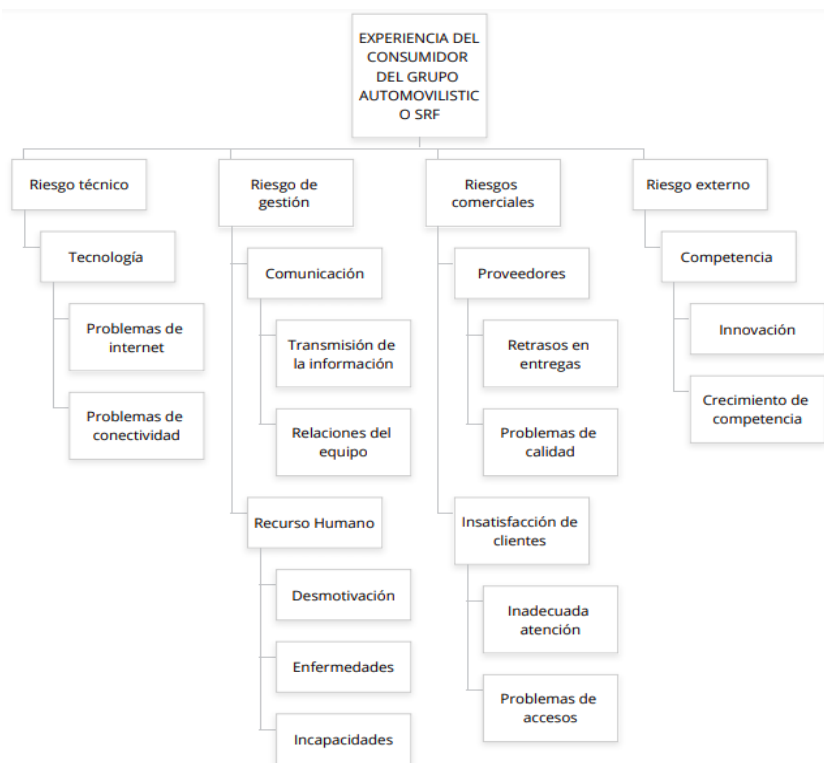 EXPERIENCIA DEL
CONSUMIDOR
DEL GRUPO
AUTOMOVILISTIC
O SRF
Riesgo técnico
Tecnología
Problemas de
internet
Problemas de
conectividad
Riesgo de
gestión
Comunicación
Transmisión de
la información
Relaciones del
equipo
Recurso Humano
Desmotivación
Enfermedades
Incapacidades
Riesgos
comerciales
Proveedores
Retrasos en
entregas
Problemas de
calidad
Insatisfacción de
clientes
Inadecuada
atención
Problemas de
accesos
Riesgo externo
Competencia
Innovación
Crecimiento de
competencia